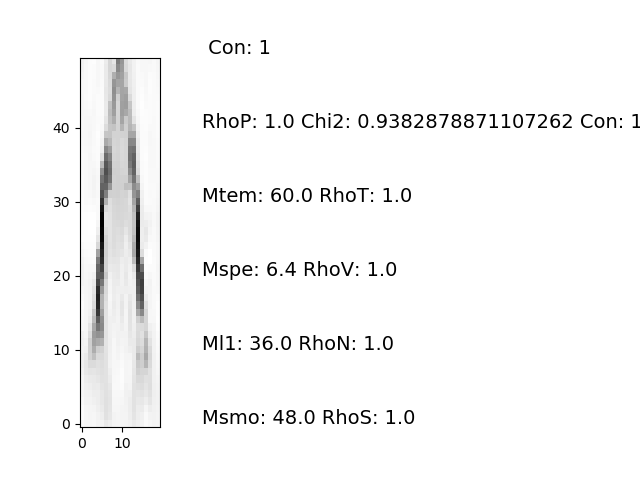 Con: 1
RhoP: 1.0 Chi2: 0.9382878871107262 Con: 1
Mtem: 60.0 RhoT: 1.0
Mspe: 6.4 RhoV: 1.0
Ml1: 36.0 RhoN: 1.0
Msmo: 48.0 RhoS: 1.0
40
30
20
10
0
0 10